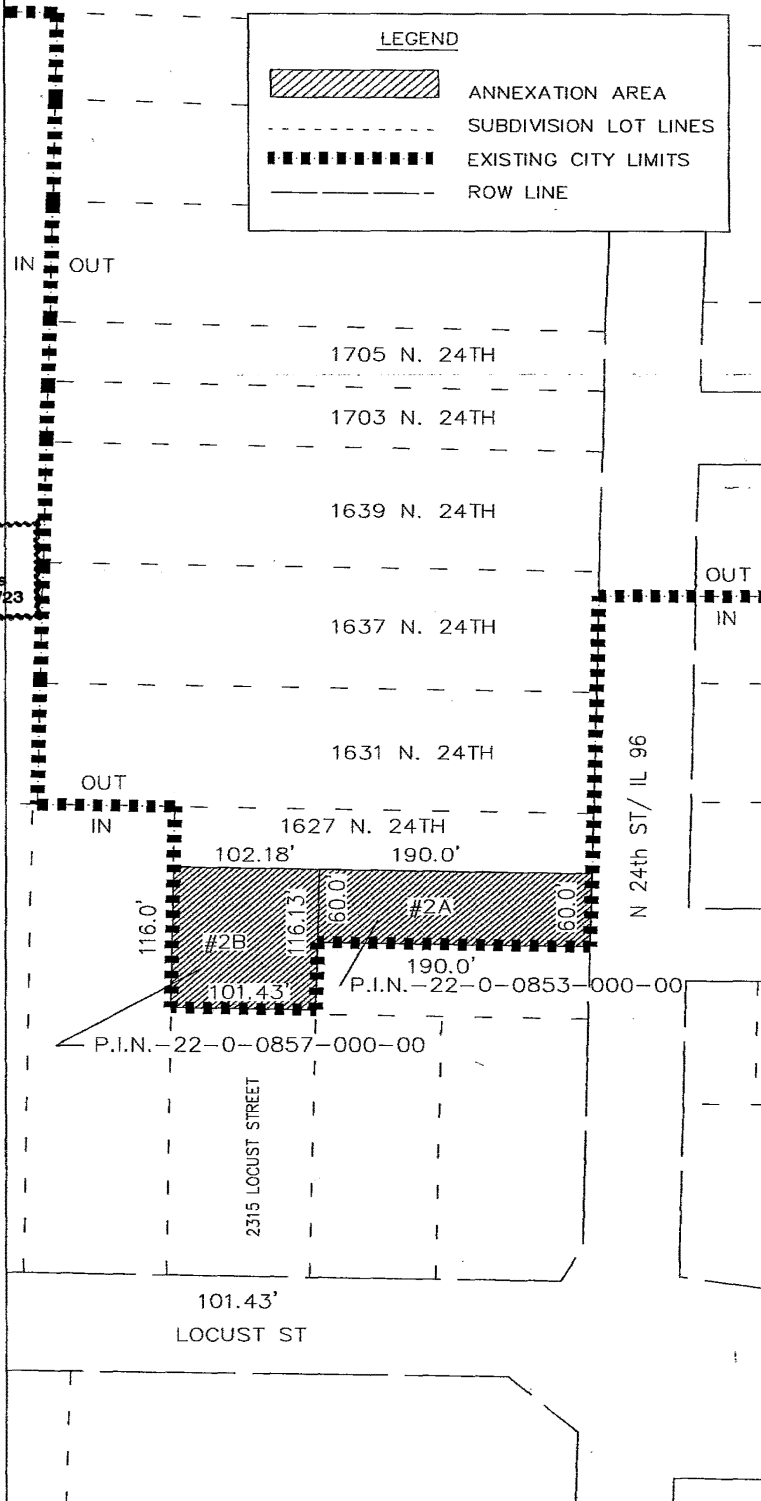 LEGEND
ANNEXATION AREA
SUBDIVISION LOT LINES
EXISTING CITY LIMITS
ROW LINE
IN OUT
1705 N. 24TH
1703 N. 24TH
1639 N. 24TH
s
723
OUT
IN
1637 N. 24TH
1631 N. 24TH
N 24th ST/ IL 96
OUT
IN
1627 N. 24TH
102.18' 190.0'
116.0'
#2B
116.13'
60.0'
#2A
60.0'
101.43'
190.0'
P.I.N.-22-0-0853-000-00
P.I.N.-22-0-0857-000-00
2315 LOCUST STREET
101.43'
LOCUST ST